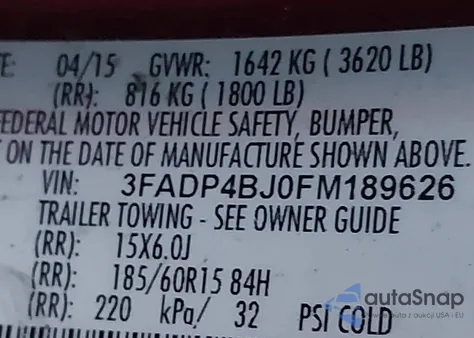 TE: 04/15 GVWR: 1642 KG ( 3620 LB)
(RR): 816 KG ( 1800 LB)
FEDERAL MOTOR VEHICLE SAFETY, BUMPER,
T ON THE DATE OF MANUFACTURE SHOWN ABOVE.
VIN: 3FADP4BJ0FM189626
TRAILER TOWING - SEE OWNER GUIDE
(RR): 15X6.0J
(RR): 185/60R15 84H
(RR): 220 kPa/ 32 PSI COLD
autaSnap